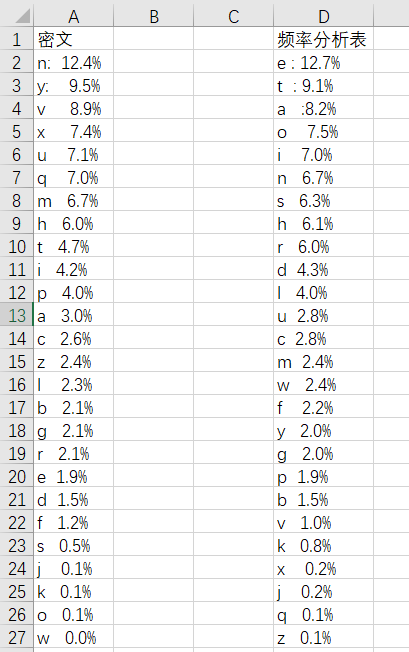 A B C D
1 密文 频率分析表
2 n: 12.4% e : 12.7%
3 y: 9.5% t : 9.1%
4 v 8.9% a :8.2%
5 x 7.4% o 7.5%
6 u 7.1% i 7.0%
7 q 7.0% n 6.7%
8 m 6.7% s 6.3%
9 h 6.0% h 6.1%
10 t 4.7% r 6.0%
11 i 4.2% d 4.3%
12 p 4.0% l 4.0%
13 a 3.0% u 2.8%
14 c 2.6% c 2.8%
15 z 2.4% m 2.4%
16 l 2.3% w 2.4%
17 b 2.1% f 2.2%
18 g 2.1% y 2.0%
19 r 2.1% g 2.0%
20 e 1.9% p 1.9%
21 d 1.5% b 1.5%
22 f 1.2% v 1.0%
23 s 0.5% k 0.8%
24 j 0.1% x 0.2%
25 k 0.1% j 0.2%
26 o 0.1% q 0.1%
27 w 0.0% z 0.1%